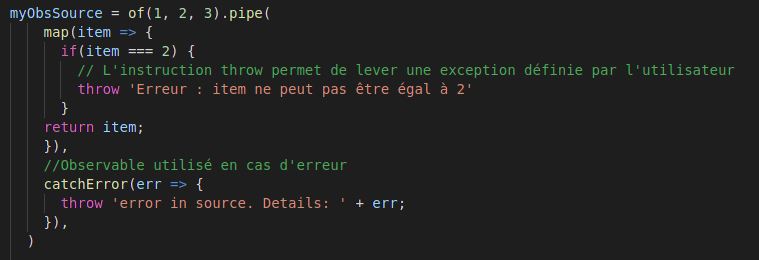 myObsSource = of(1, 2, 3).pipe(
map(item => {
if(item === 2) {
// L'instruction throw permet de lever une exception définie par l'utilisateur
throw 'Erreur : item ne peut pas être égal à 2'
}
return item;
}),
//Observable utilisé en cas d'erreur
catchError(err => {
throw 'error in source. Details: ' + err;
}),
)